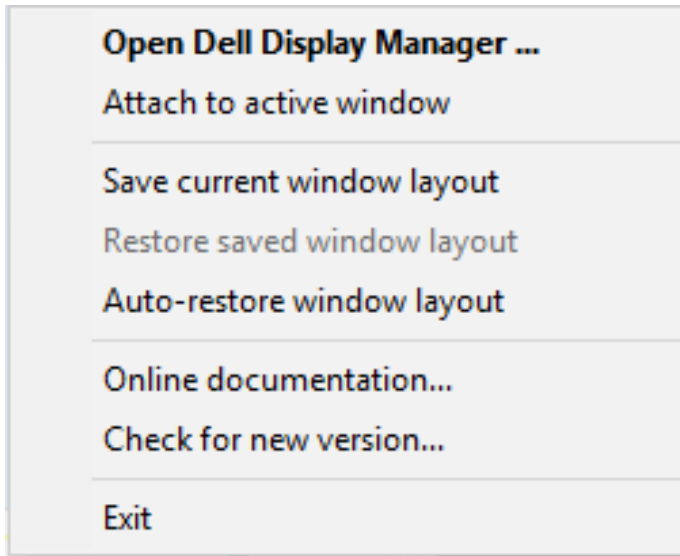 Open Dell Display Manager ...
Attach to active window
Save current window layout
Restore saved window layout
Auto-restore window layout
Online documentation...
Check for new version...
Exit